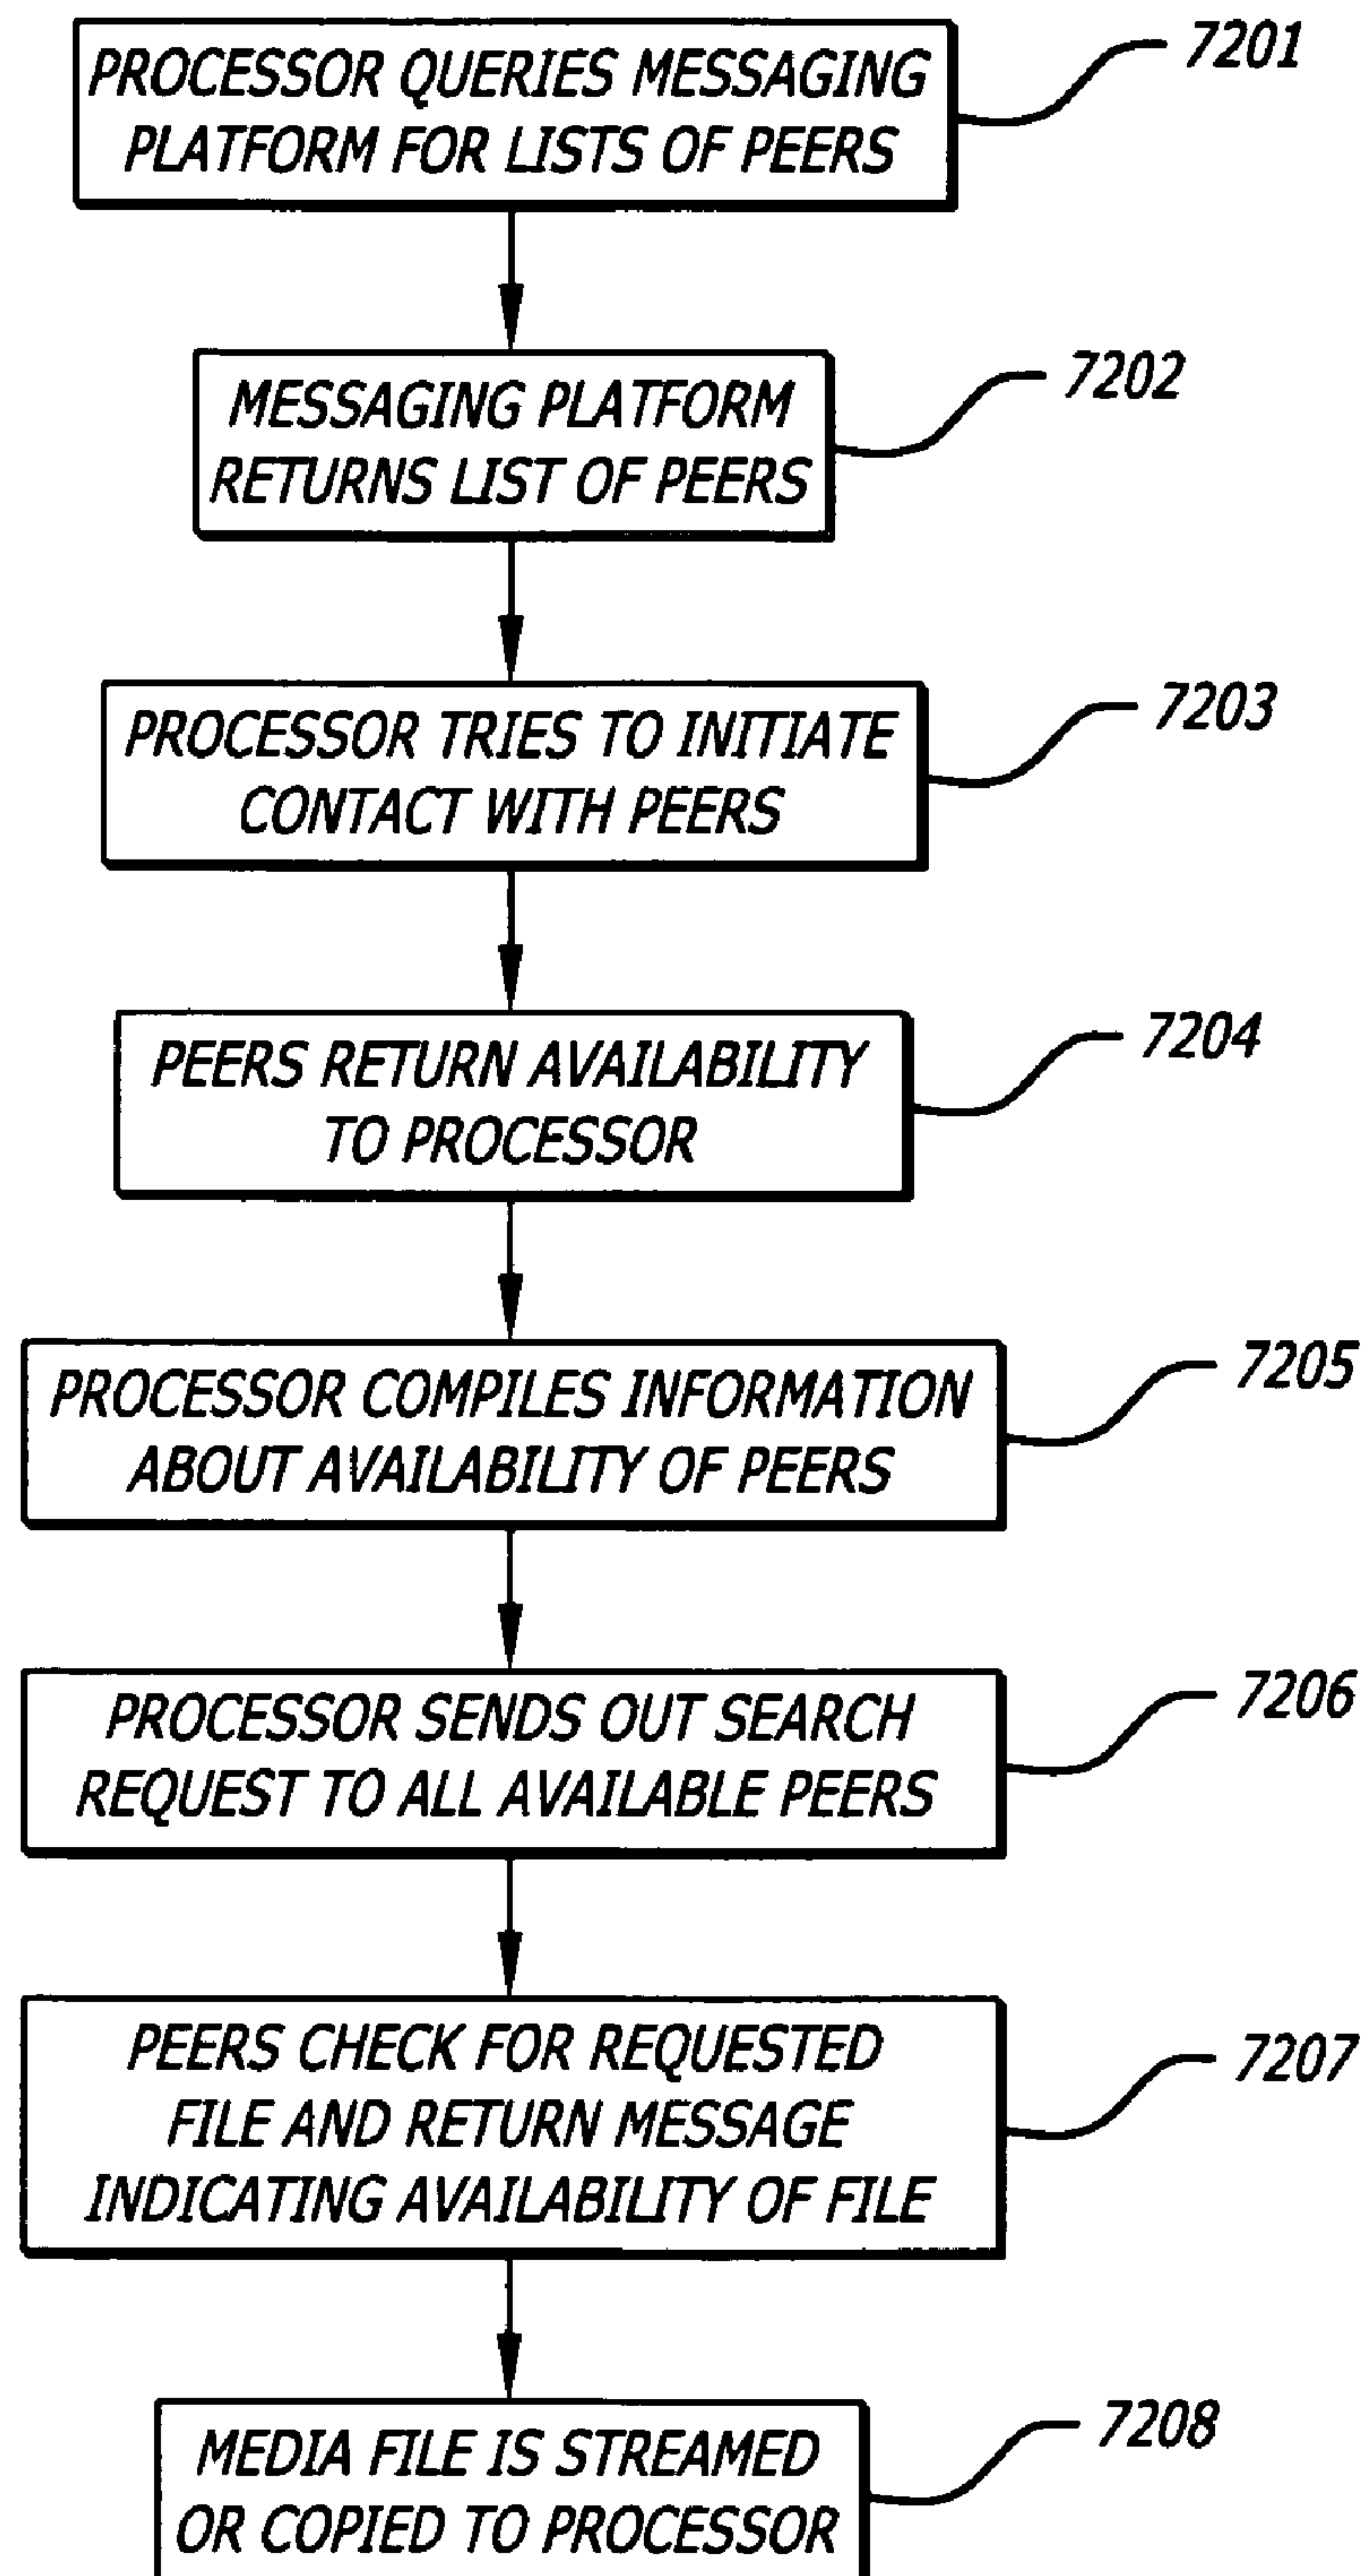 PROCESSOR QUERIES MESSAGING
PLATFORM FOR LISTS OF PEERS
7201
MESSAGING PLATFORM
RETURNS LIST OF PEERS
7202
PROCESSOR TRIES TO INITIATE
CONTACT WITH PEERS
7203
PEERS RETURN AVAILABILITY
TO PROCESSOR
7204
PROCESSOR COMPILES INFORMATION
ABOUT AVAILABILITY OF PEERS
7205
PROCESSOR SENDS OUT SEARCH
REQUEST TO ALL AVAILABLE PEERS
7206
PEERS CHECK FOR REQUESTED
FILE AND RETURN MESSAGE
INDICATING AVAILABILITY OF FILE
7207
MEDIA FILE IS STREAMED
OR COPIED TO PROCESSOR
7208